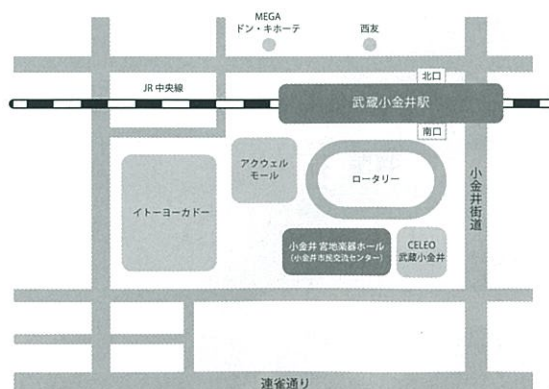 MEGA
ドン・キホーテ
西友
北口
JR 中央線
武蔵小金井駅
南口
アクウェル
モール
ロータリー
小金井街道
イトーヨーカドー
小金井 宮地楽器ホール
(小金井市民交流センター)
CELEO
武蔵小金井
連雀通り